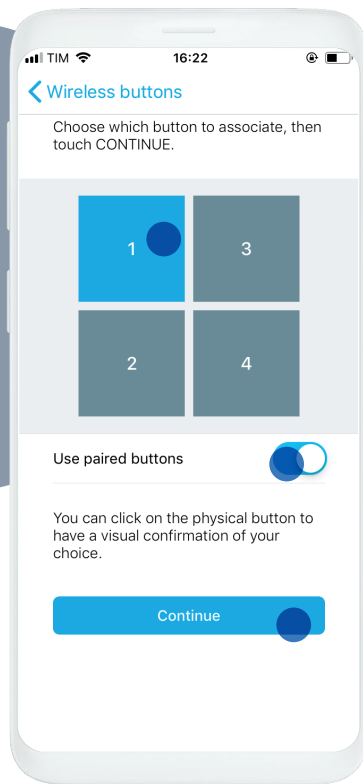 TIM 16:22
Wireless buttons
Choose which button to associate, then
touch CONTINUE.
1 3
2 4
Use paired buttons
You can click on the physical button to
have a visual confirmation of your
choice.
Continue